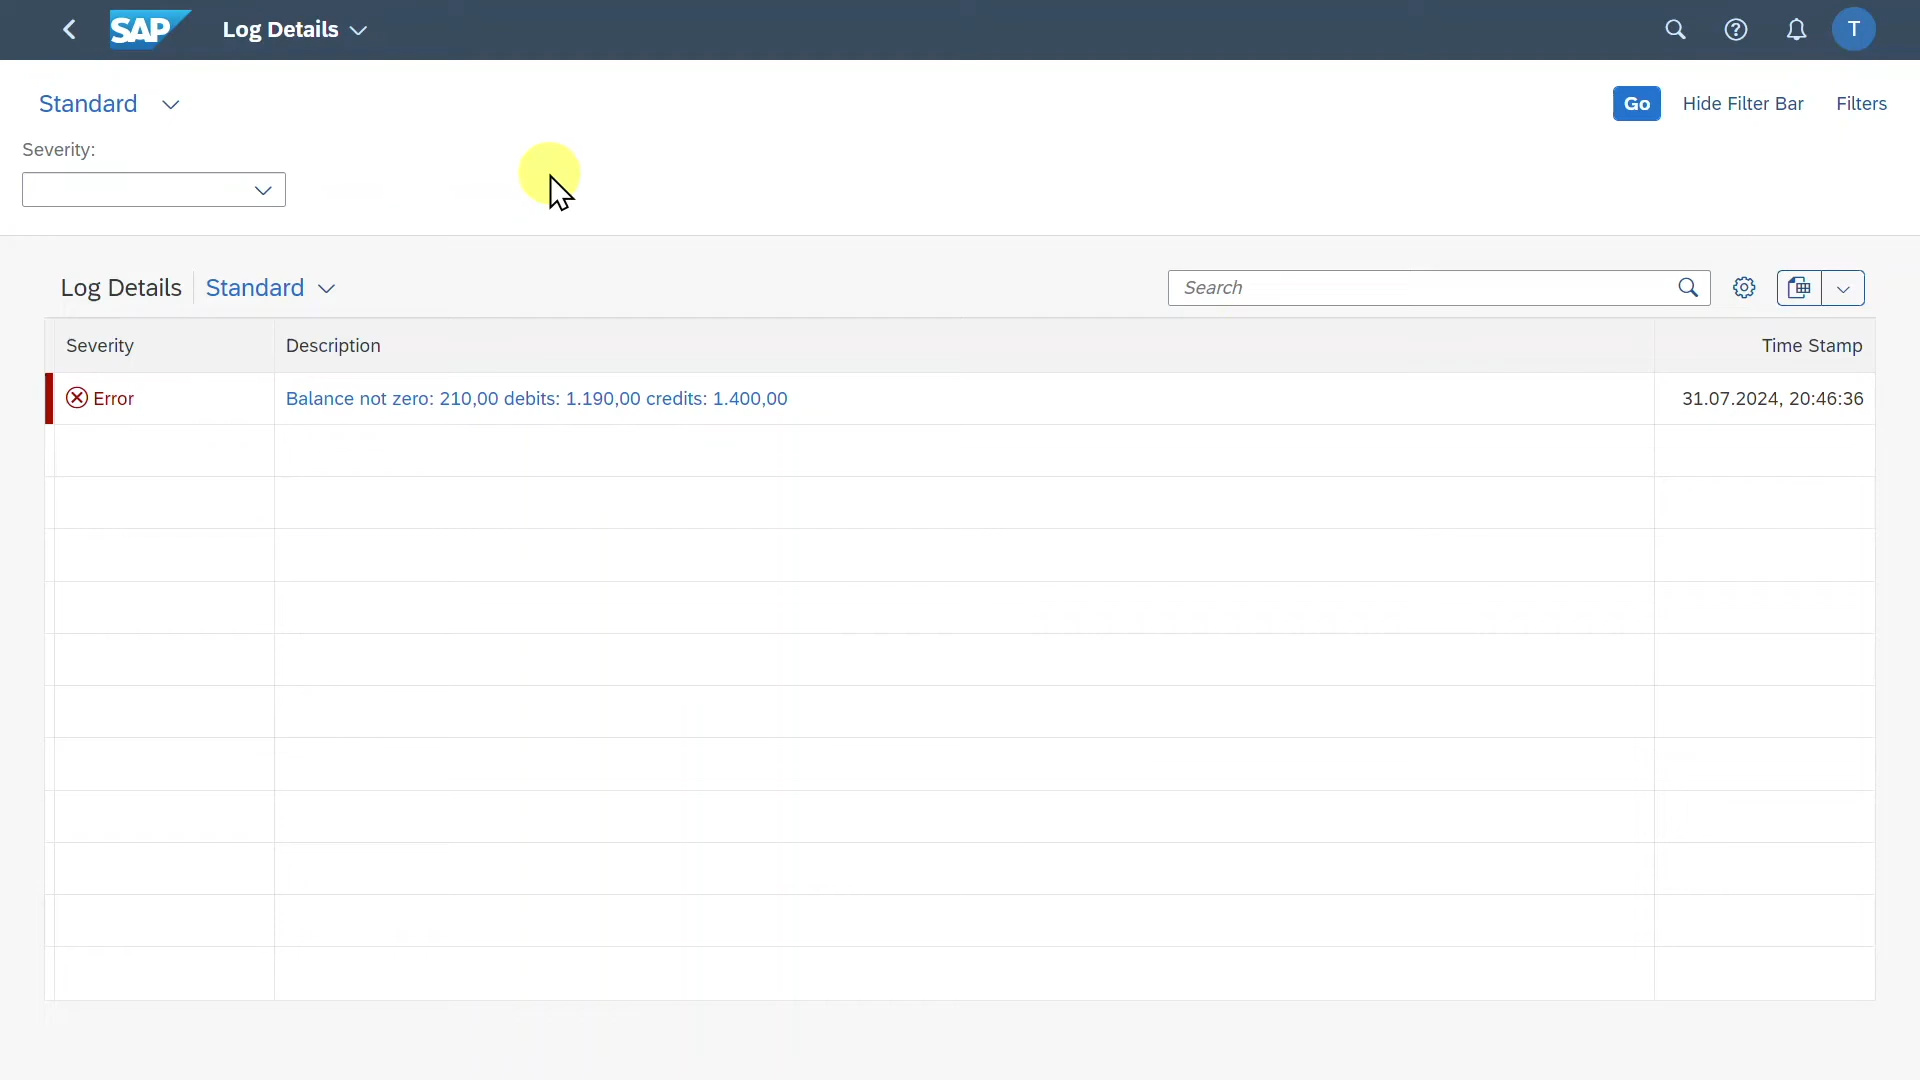 SAP Log Details T
Standard Go Hide Filter Bar Filters
Severity:
Log Details Standard Search
Severity Description Time Stamp
Error Balance not zero: 210,00 debits: 1.190,00 credits: 1.400,00 31.07.2024, 20:46:36